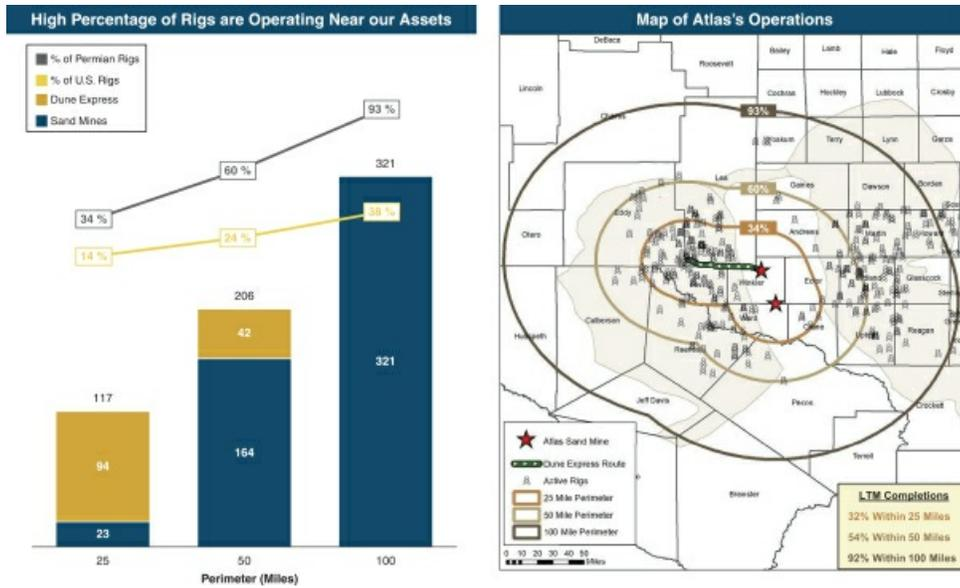 High Percentage of Rigs are Operating Near our Assets
% of Permian Rigs
% of U.S. Rigs
Dune Express
Sand Mines
93 %
321
60 %
38 %
34 %
24 %
14 %
206
42
321
117
164
94
23
25
50
100
Perimeter (Miles)
Map of Atlas's Operations
DeBaca
Bailey
Lamb
Hale
Floyd
Roosevelt
Lincoln
Cochran
Hockley
Lubbock
Crosby
93%
Chaves
Yoakum
Terry
Lynn
Garza
Lea
60%
Gaines
Dawson
Borden
Eddy
34%
Andrews
Martin
Otero
Winkler
Ector
Glasscock
Ward
Crane
Culberson
Reagan
Jeff Davis
Pecos
Crockett
Terrell
Brewster
Atlas Sand Mine
Dune Express Route
Active Rigs
25 Mile Perimeter
50 Mile Perimeter
100 Mile Perimeter
0 10 20 30 40 50
Miles
LTM Completions
32% Within 25 Miles
54% Within 50 Miles
92% Within 100 Miles